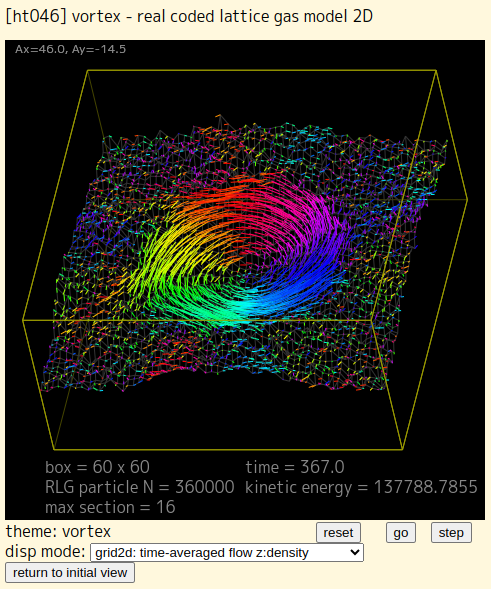 [ht046] vortex - real coded lattice gas model 2D
Ax=46.0, Ay=-14.5
box = 60 x 60 time = 367.0
RLG particle N = 360000 kinetic energy = 137788.7855
max section = 16
theme: vortex reset go step
disp mode: grid2d: time-averaged flow z:density
return to initial view